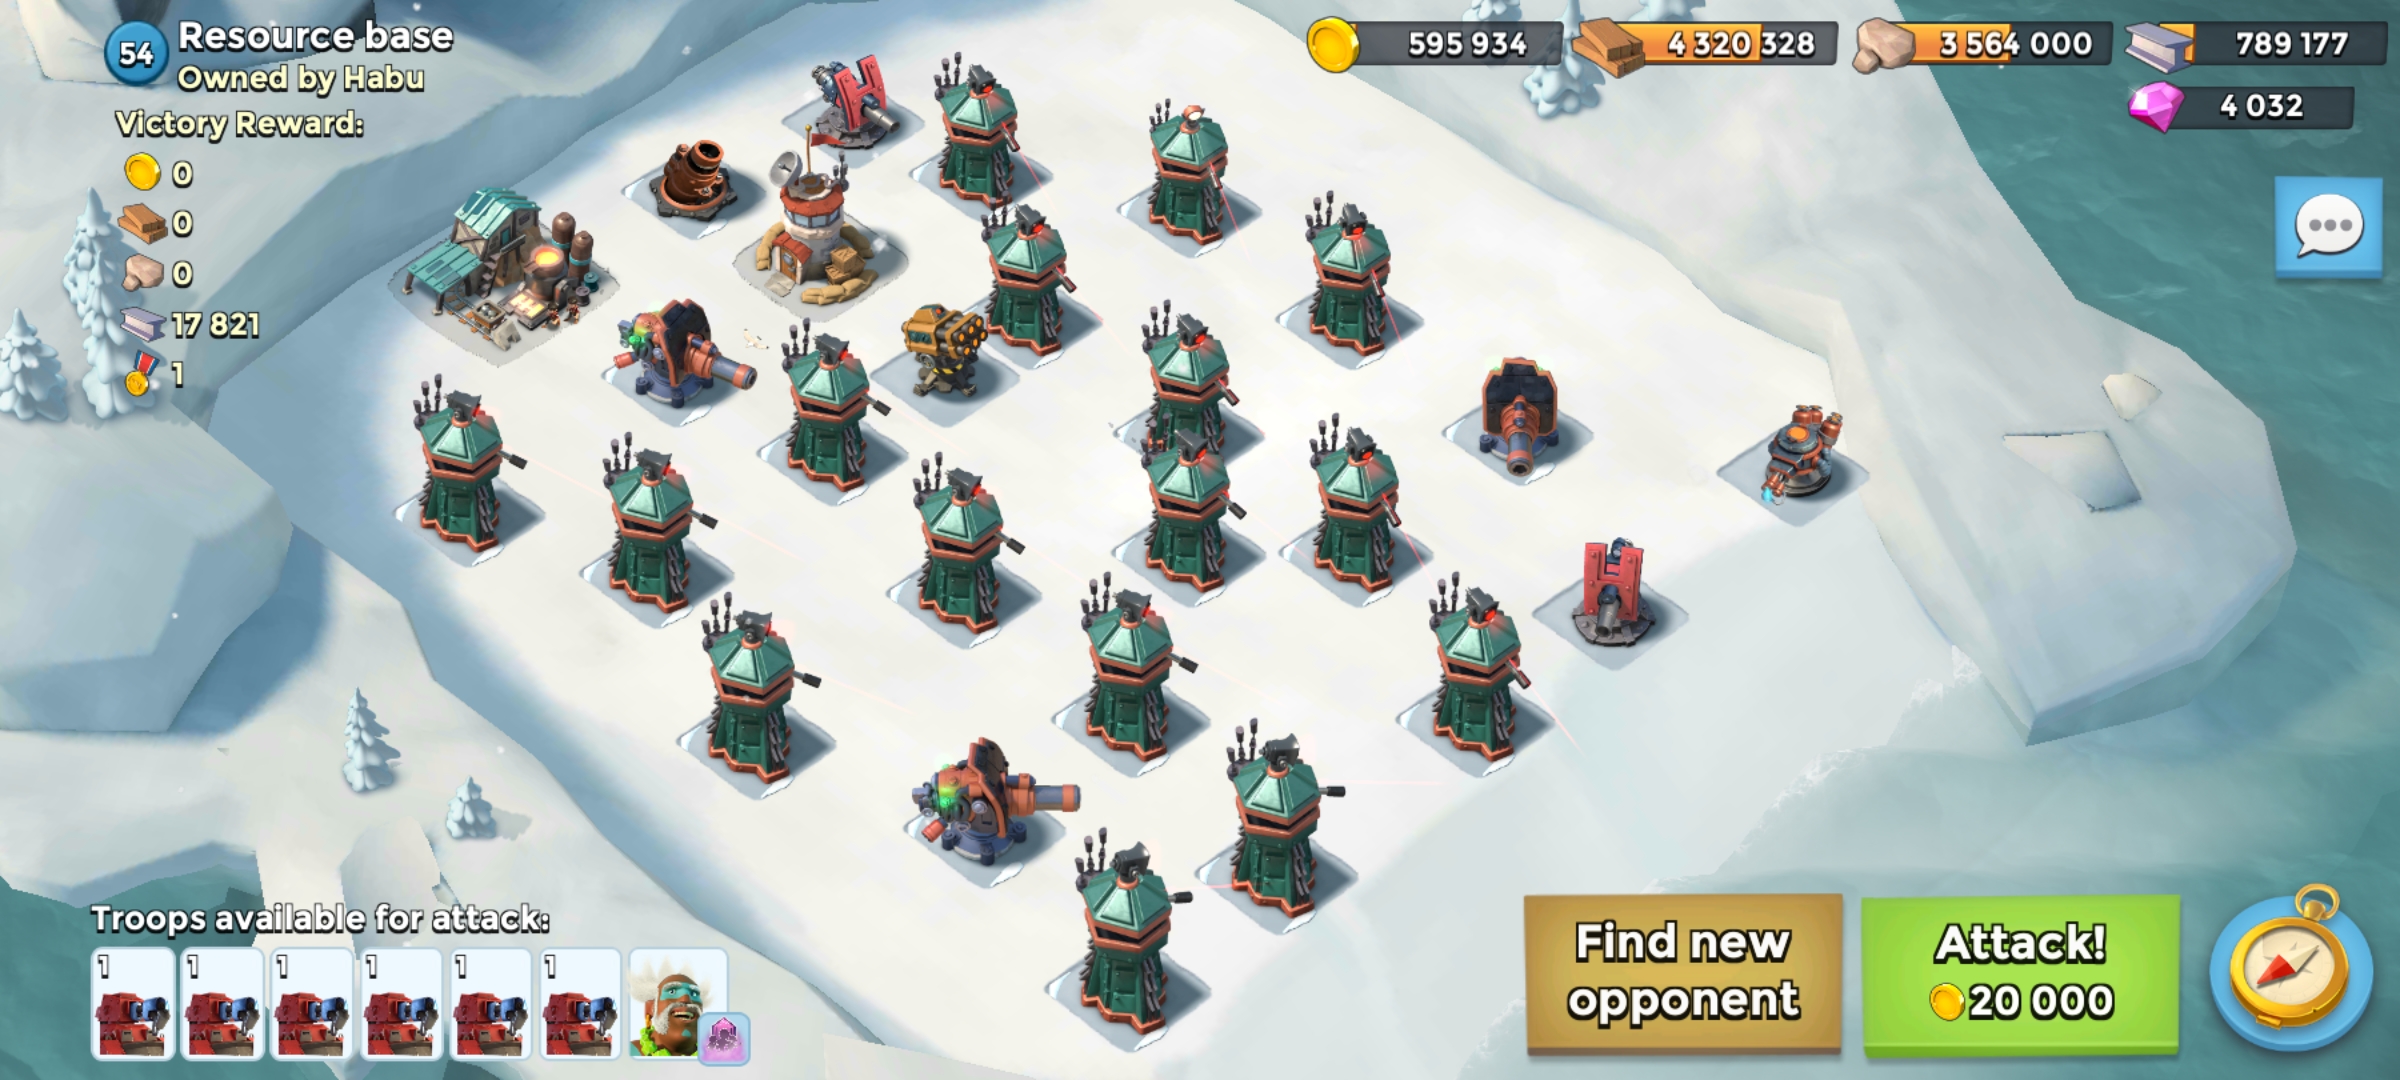 54
Resource base
Owned by Habu
Victory Reward:
0
0
0
17 821
1
595 934
4 320 328
3 564 000
789 177
4 032
Troops available for attack:
1
1
1
1
1
1
Find new
opponent
Attack!
20 000